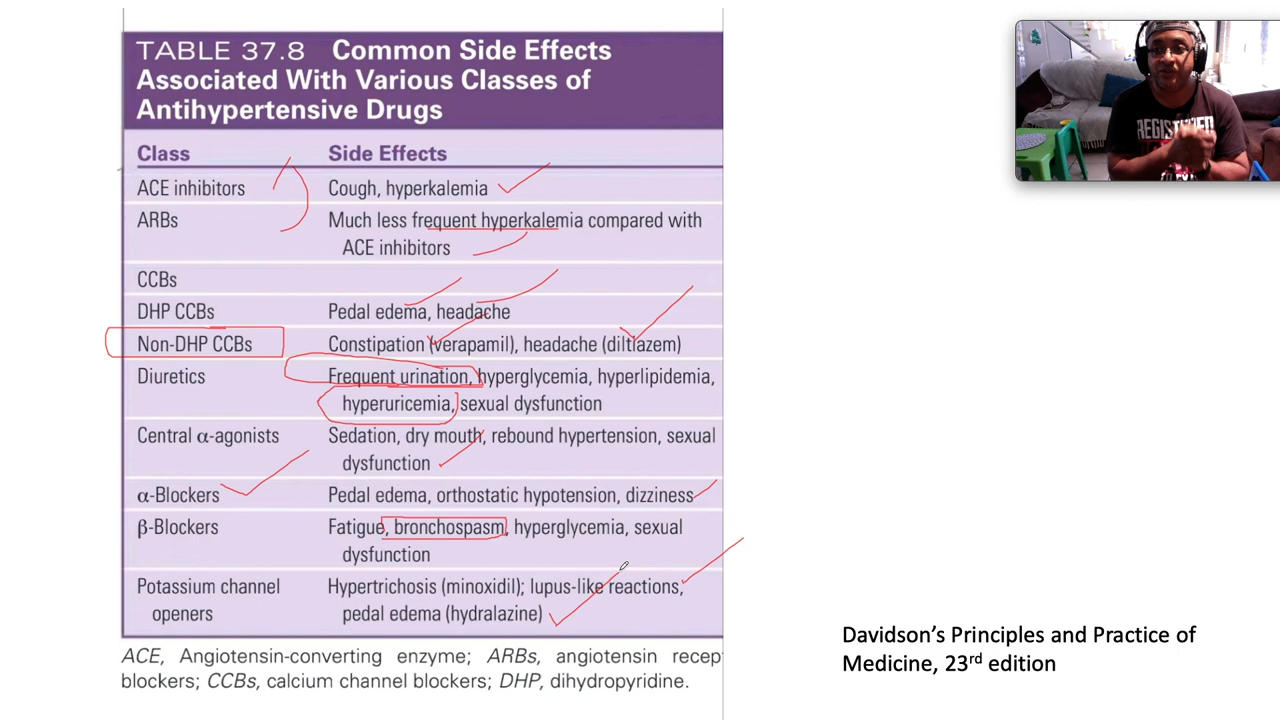 TABLE 37.8 Common Side Effects
Associated With Various Classes of
Antihypertensive Drugs
Class Side Effects
ACE inhibitors Cough, hyperkalemia
ARBs Much less frequent hyperkalemia compared with
ACE inhibitors
CCBs
DHP CCBs Pedal edema, headache
Non-DHP CCBs Constipation (verapamil), headache (diltiazem)
Diuretics Frequent urination, hyperglycemia, hyperlipidemia,
hyperuricemia, sexual dysfunction
Central α-agonists Sedation, dry mouth, rebound hypertension, sexual
dysfunction
α-Blockers Pedal edema, orthostatic hypotension, dizziness
β-Blockers Fatigue, bronchospasm, hyperglycemia, sexual
dysfunction
Potassium channel Hypertrichosis (minoxidil); lupus-like reactions,
openers pedal edema (hydralazine)
ACE, Angiotensin-converting enzyme; ARBs, angiotensin recep
blockers; CCBs, calcium channel blockers; DHP, dihydropyridine.
Davidson's Principles and Practice of
Medicine, 23rd edition